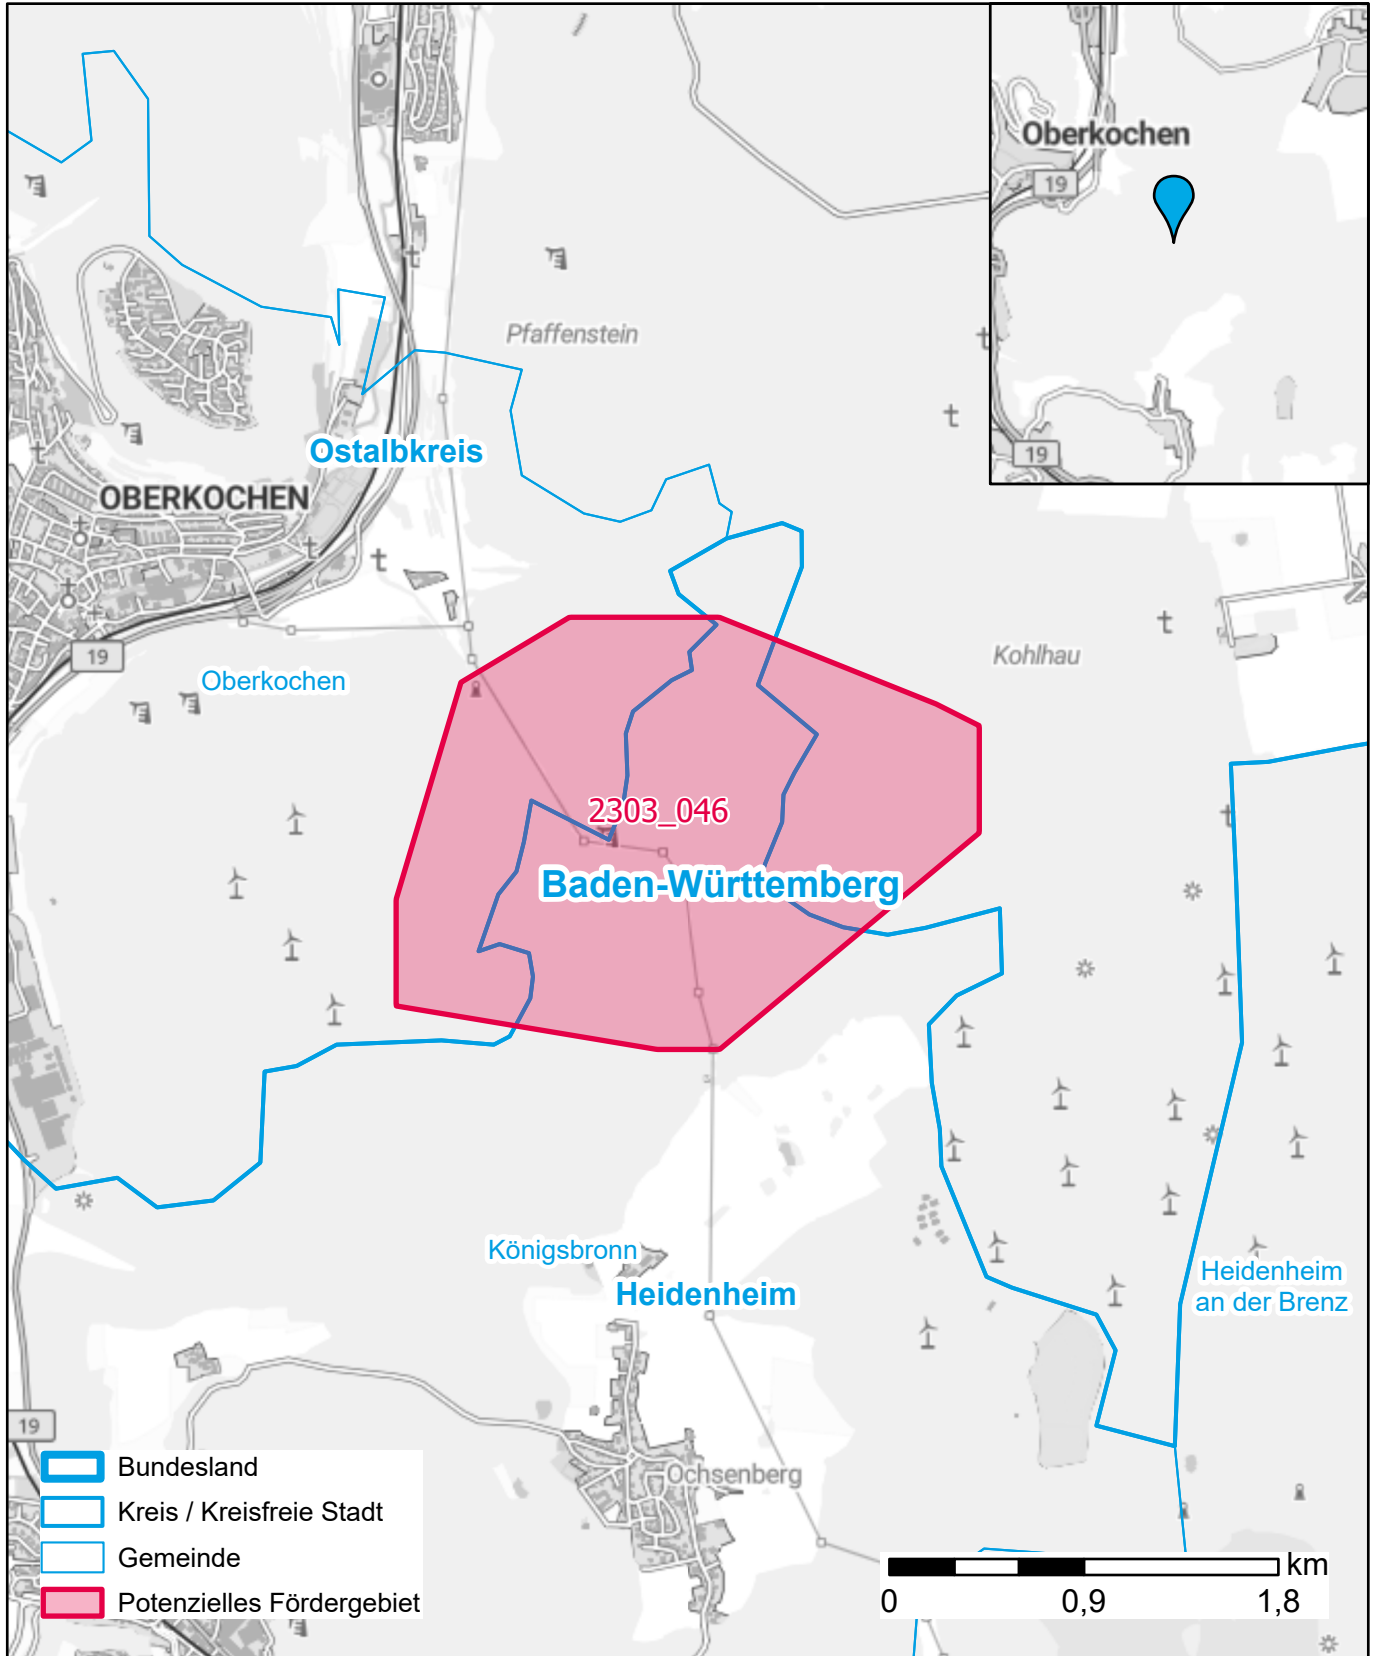 Oberkochen
19
19
Pfaffenstein
Ostalbkreis
OBERKOCHEN
19
Oberkochen
Kohlhau
2303_046
Baden-Württemberg
Königsbronn
Heidenheim
Heidenheim
an der Brenz
19
Ochsenberg
Bundesland
Kreis / Kreisfreie Stadt
Gemeinde
Potenzielles Fördergebiet
km
0 0,9 1,8